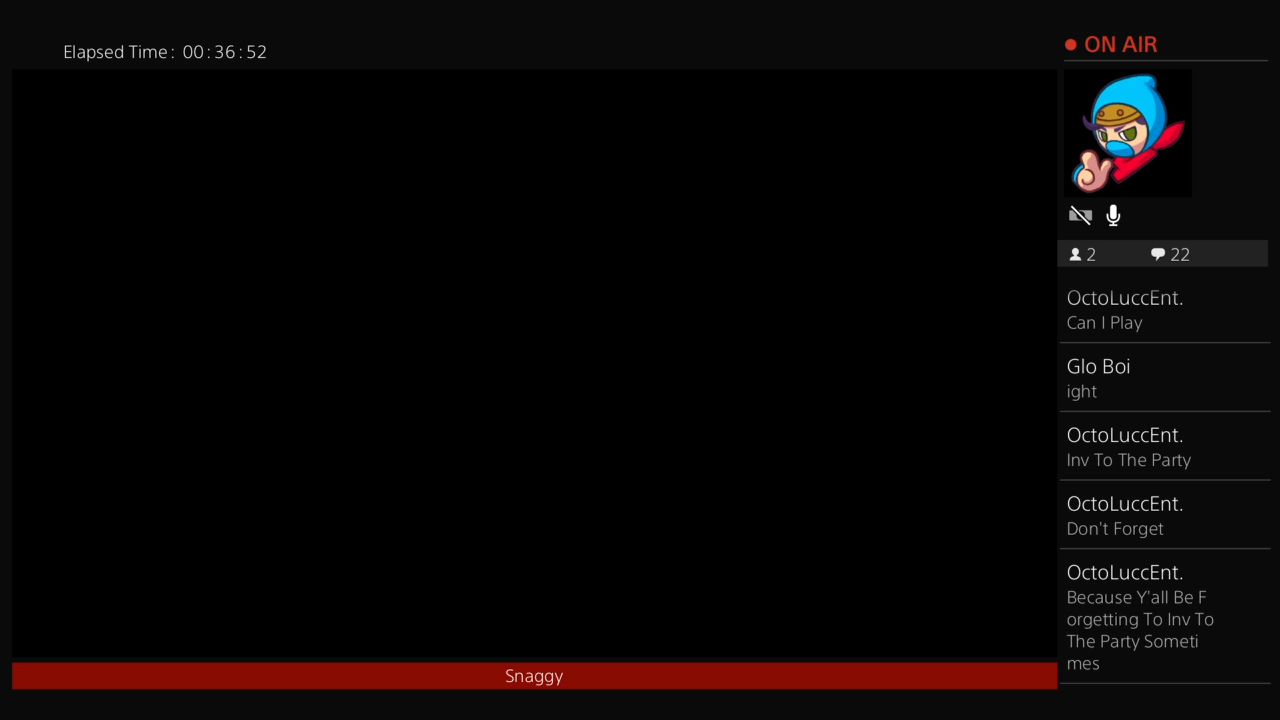 Elapsed Time: 00:36:52
ON AIR
2 22
OctoLuccEnt.
Can I Play
Glo Boi
ight
OctoLuccEnt.
Inv To The Party
OctoLuccEnt.
Don't Forget
OctoLuccEnt.
Because Y'all Be F
orgetting To Inv To
The Party Someti
mes
Snaggy